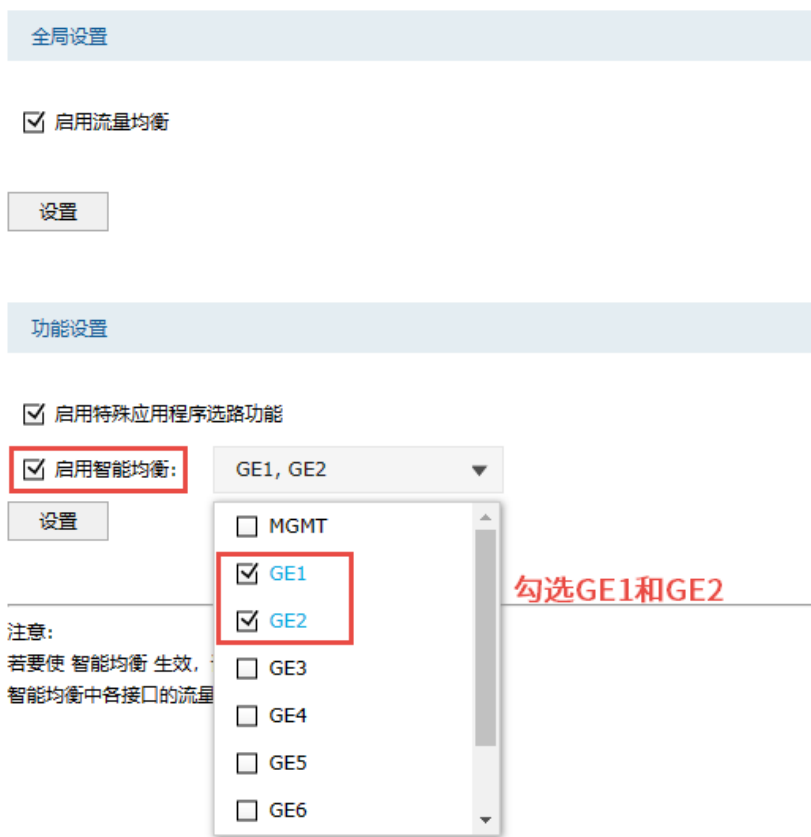 全局设置
启用流量均衡
设置
功能设置
启用特殊应用程序选路功能
启用智能均衡: GE1, GE2
设置
MGMT
GE1
GE2
勾选GE1和GE2
GE3
GE4
GE5
GE6
注意:
若要使 智能均衡 生效,
智能均衡中各接口的流量